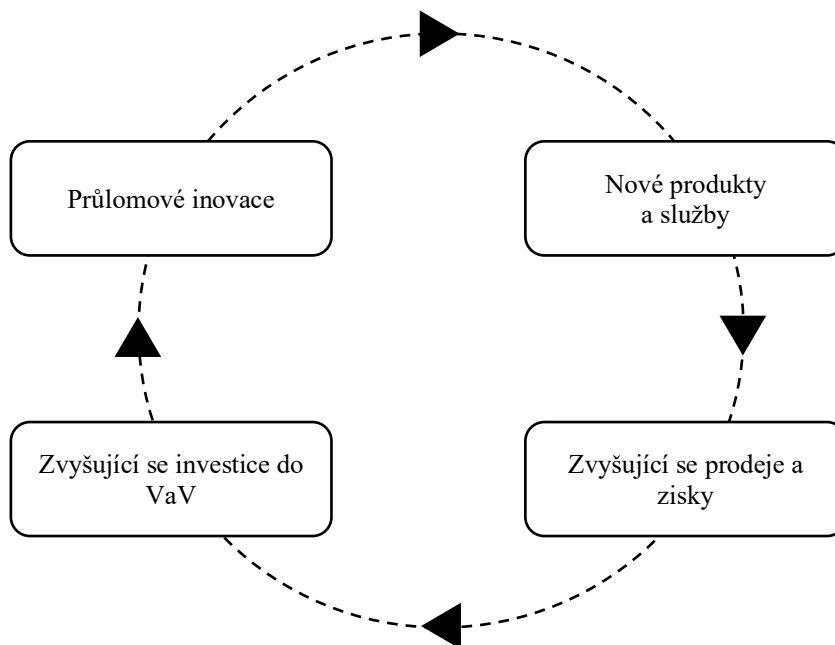 Průlomové inovace
Nové produkty
a služby
Zvyšující se investice do
VaV
Zvyšující se prodeje a
zisky